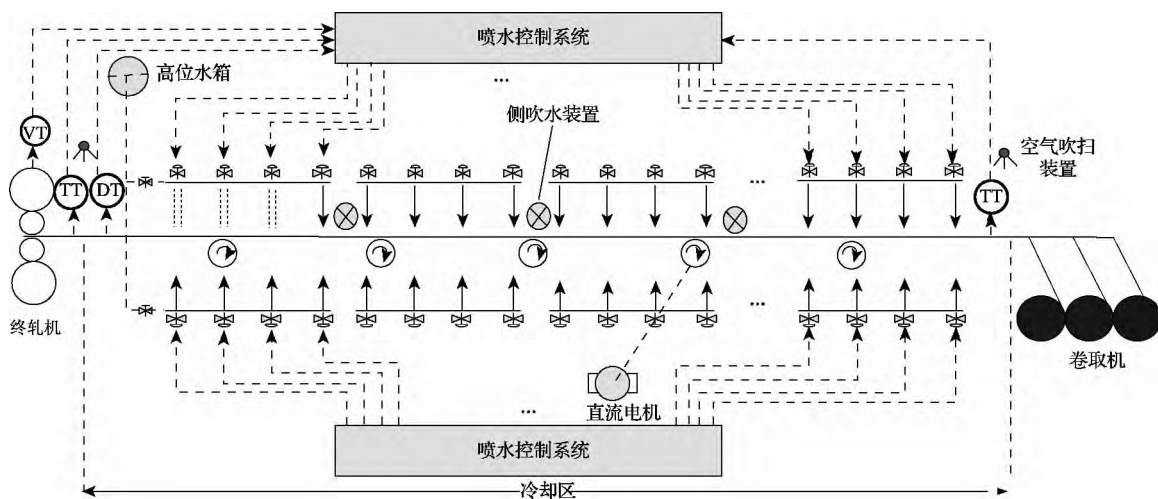 喷水控制系统
高位水箱
...
侧吹水装置
VT
空气吹扫
装置
TT
DT
...
TT
终轧机
...
卷取机
...
直流电机
喷水控制系统
冷却区